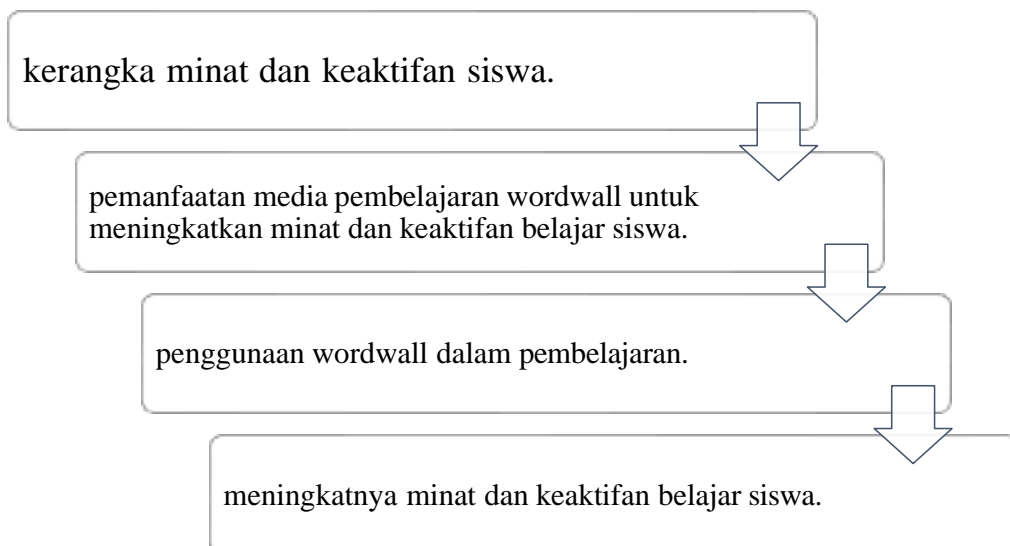 kerangka minat dan keaktifan siswa.
pemanfaatan media pembelajaran wordwall untuk
meningkatkan minat dan keaktifan belajar siswa.
penggunaan wordwall dalam pembelajaran.
meningkatnya minat dan keaktifan belajar siswa.